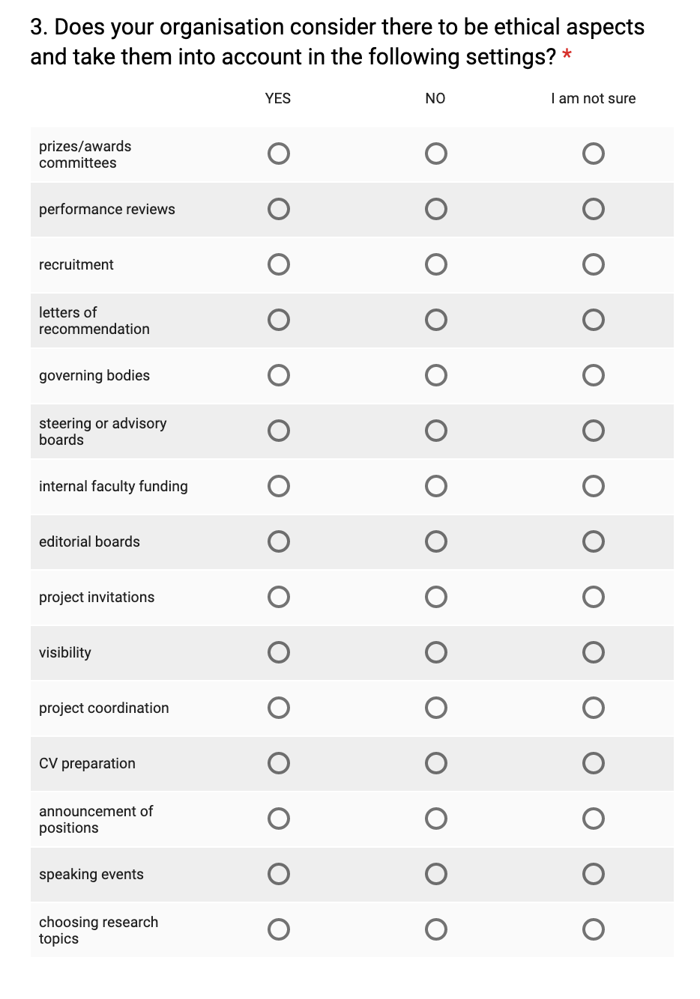 3. Does your organisation consider there to be ethical aspects
and take them into account in the following settings? *
YES NO I am not sure
prizes/awards
committees
performance reviews
recruitment
letters of
recommendation
governing bodies
steering or advisory
boards
internal faculty funding
editorial boards
project invitations
visibility
project coordination
CV preparation
announcement of
positions
speaking events
choosing research
topics